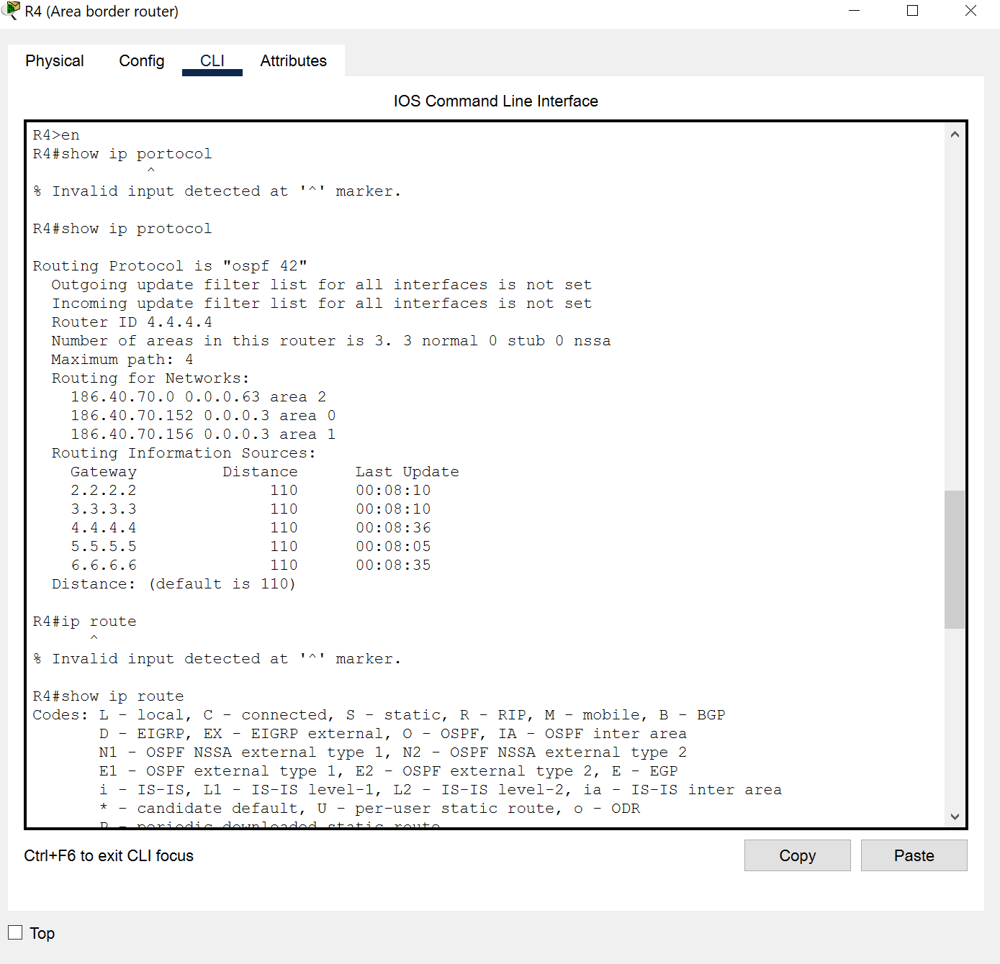 R4 (Area border router)
Physical Config CLI Attributes
IOS Command Line Interface
R4>en
R4#show ip portocol
^
% Invalid input detected at '^' marker.
R4#show ip protocol
Routing Protocol is "ospf 42"
Outgoing update filter list for all interfaces is not set
Incoming update filter list for all interfaces is not set
Router ID 4.4.4.4
Number of areas in this router is 3. 3 normal 0 stub 0 nssa
Maximum path: 4
Routing for Networks:
186.40.70.0 0.0.0.63 area 2
186.40.70.152 0.0.0.3 area 0
186.40.70.156 0.0.0.3 area 1
Routing Information Sources:
Gateway Distance Last Update
2.2.2.2 110 00:08:10
3.3.3.3 110 00:08:10
4.4.4.4 110 00:08:36
5.5.5.5 110 00:08:05
6.6.6.6 110 00:08:35
Distance: (default is 110)
R4#ip route
^
% Invalid input detected at '^' marker.
R4#show ip route
Codes: L - local, C - connected, S - static, R - RIP, M - mobile, B - BGP
D - EIGRP, EX - EIGRP external, O - OSPF, IA - OSPF inter area
N1 - OSPF NSSA external type 1, N2 - OSPF NSSA external type 2
E1 - OSPF external type 1, E2 - OSPF external type 2, E - EGP
i - IS-IS, L1 - IS-IS level-1, L2 - IS-IS level-2, ia - IS-IS inter area
* - candidate default, U - per-user static route, o - ODR
P - periodic downloaded static route
Ctrl+F6 to exit CLI focus
Copy Paste
Top